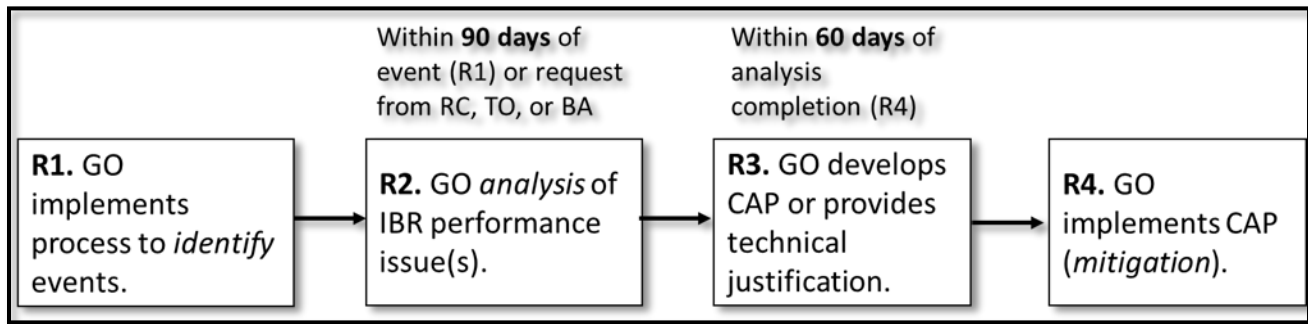 Within 90 days of
event (R1) or request
from RC, TO, or BA
Within 60 days of
analysis
completion (R4)
R1. GO
implements
process to identify
events.
R2. GO analysis of
IBR performance
issue(s).
R3. GO develops
CAP or provides
technical
justification.
R4. GO
implements CAP
(mitigation).